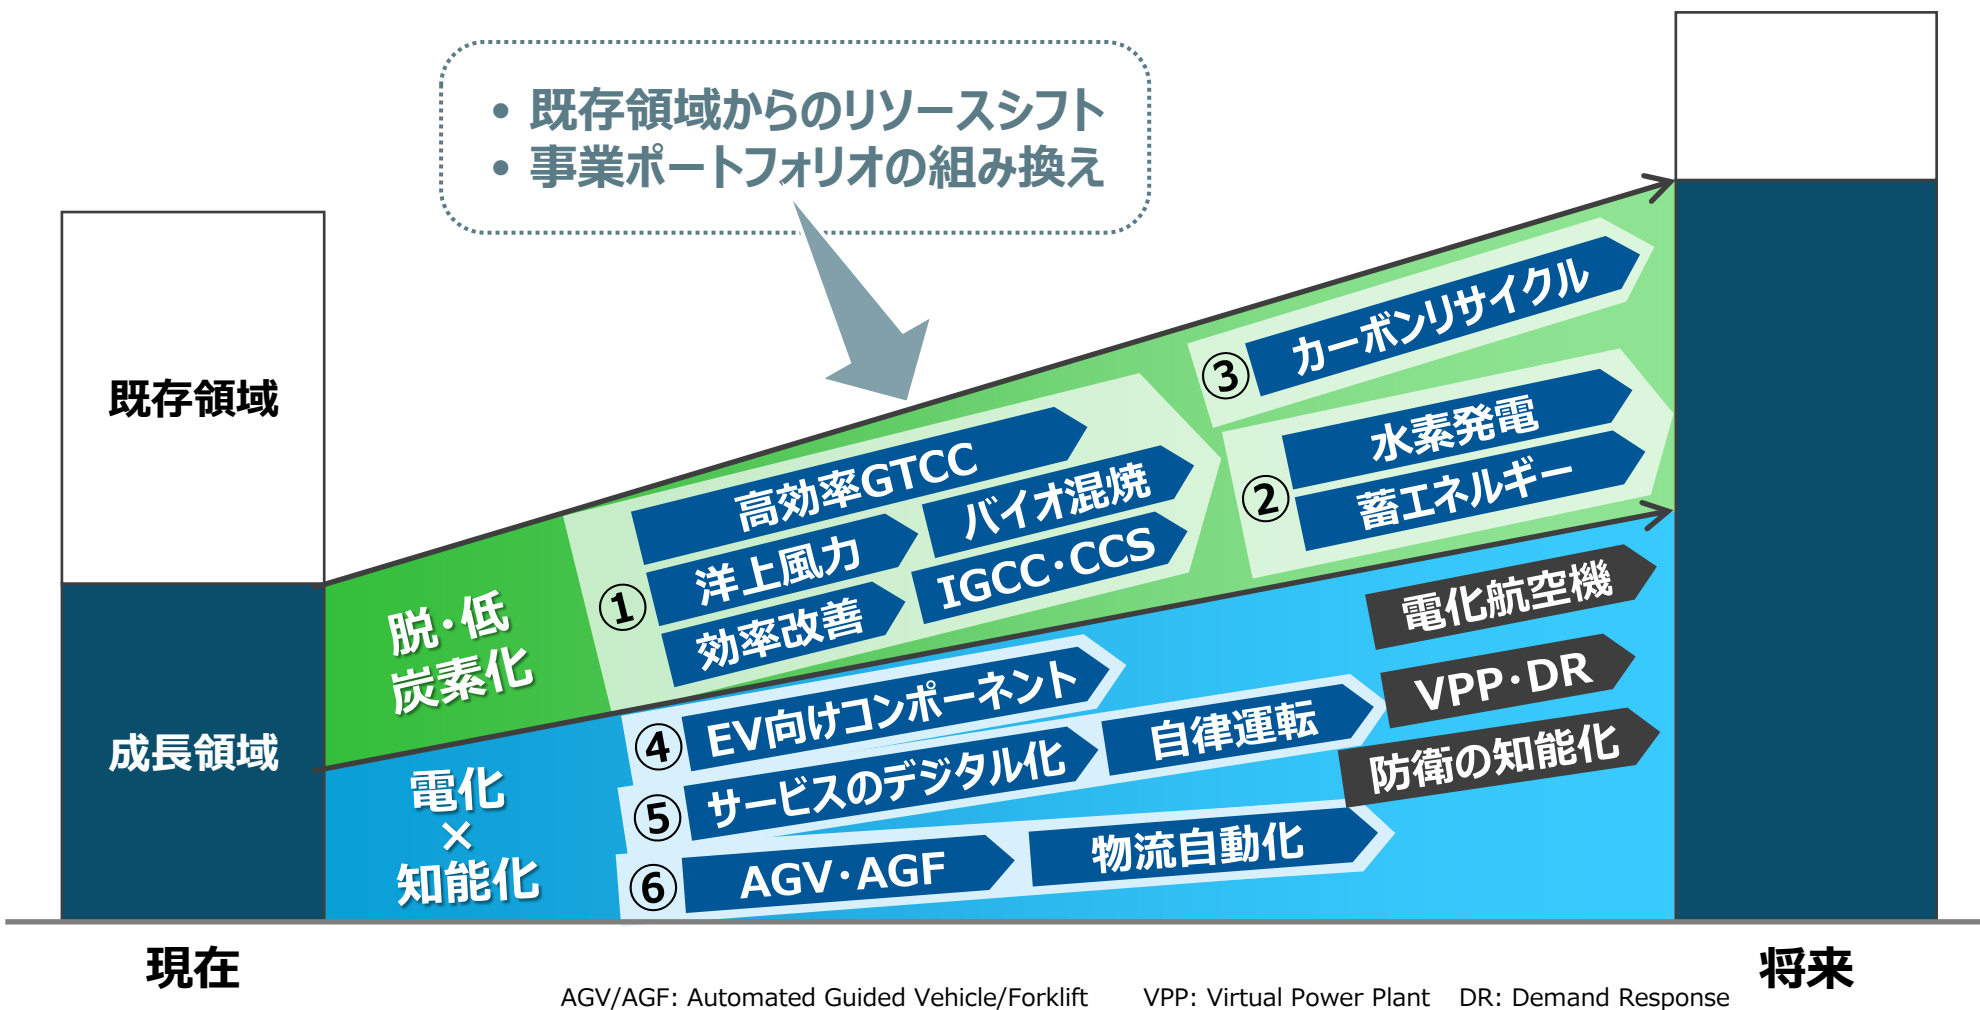 • 既存領域からのリソースシフト
• 事業ポートフォリオの組み換え
既存領域
成長領域
脱・低
炭素化
①
高効率GTCC
洋上風力
バイオ混焼
効率改善
IGCC・CCS
③
カーボンリサイクル
②
水素発電
蓄エネルギー
電化
×
知能化
④
EV向けコンポーネント
⑤
サービスのデジタル化
自律運転
⑥
AGV・AGF
物流自動化
電化航空機
VPP・DR
防衛の知能化
現在
将来
AGV/AGF: Automated Guided Vehicle/Forklift VPP: Virtual Power Plant DR: Demand Response